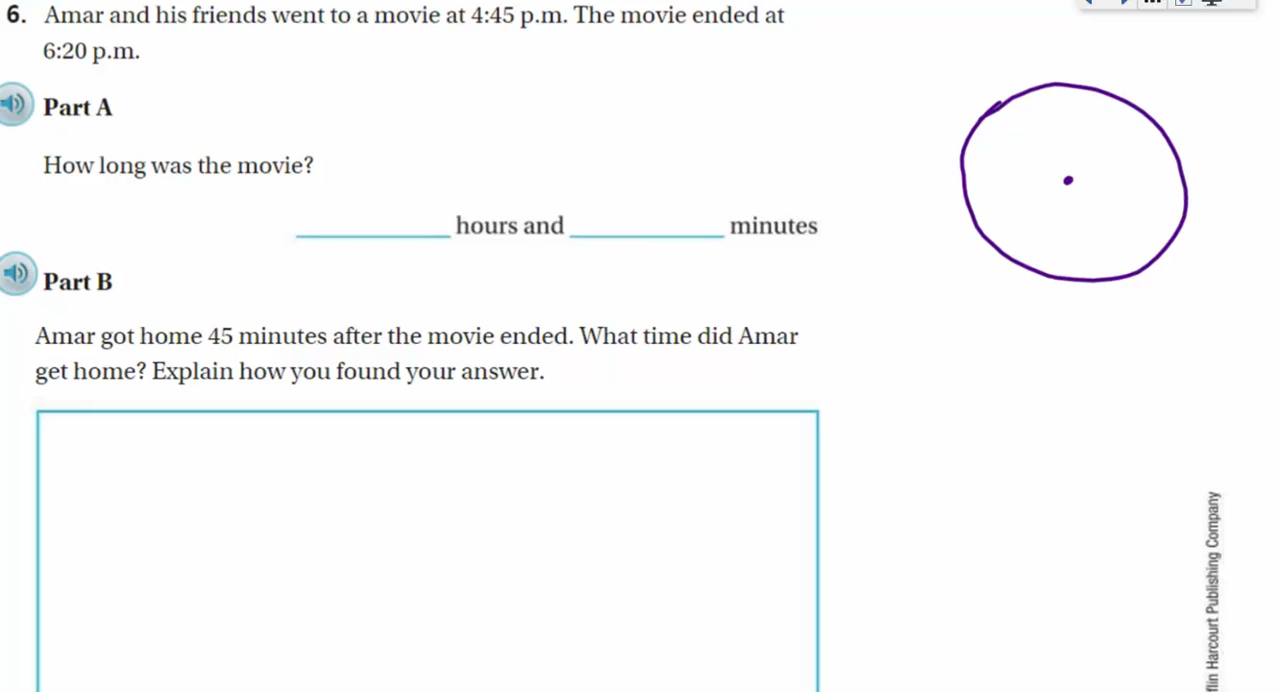 6. Amar and his friends went to a movie at 4:45 p.m. The movie ended at
6:20 p.m.
Part A
How long was the movie?
hours and minutes
Part B
Amar got home 45 minutes after the movie ended. What time did Amar
get home? Explain how you found your answer.
flin Harcourt Publishing Company